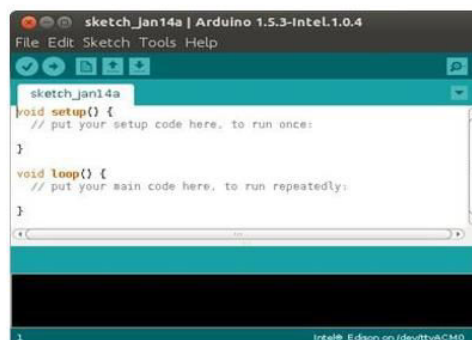 sketch_jan14a | Arduino 1.5.3-Intel.1.0.4
File Edit Sketch Tools Help
sketch_jan14a
void setup() {
// put your setup code here, to run once:
}
void loop() {
// put your main code here, to run repeatedly:
}
1 Intel® Edison on /dev/ttyACM0